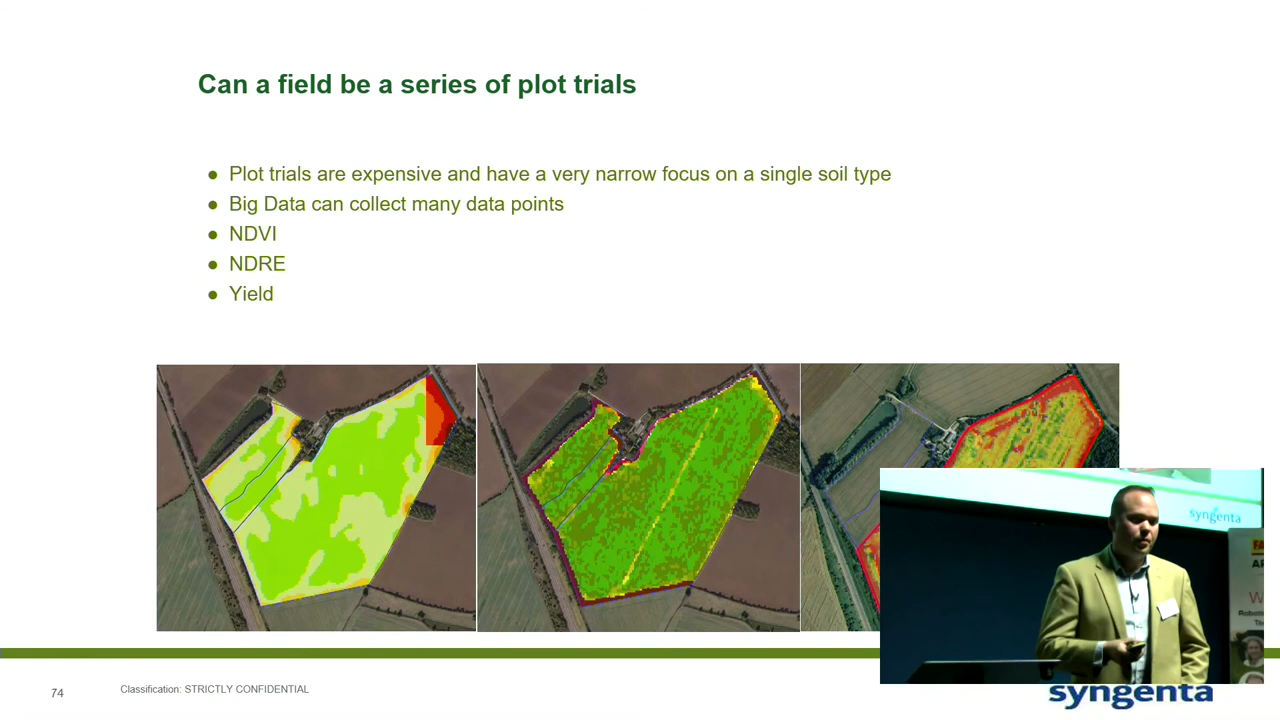 Can a field be a series of plot trials
● Plot trials are expensive and have a very narrow focus on a single soil type
● Big Data can collect many data points
● NDVI
● NDRE
● Yield
syngenta
74
Classification: STRICTLY CONFIDENTIAL
syngenta